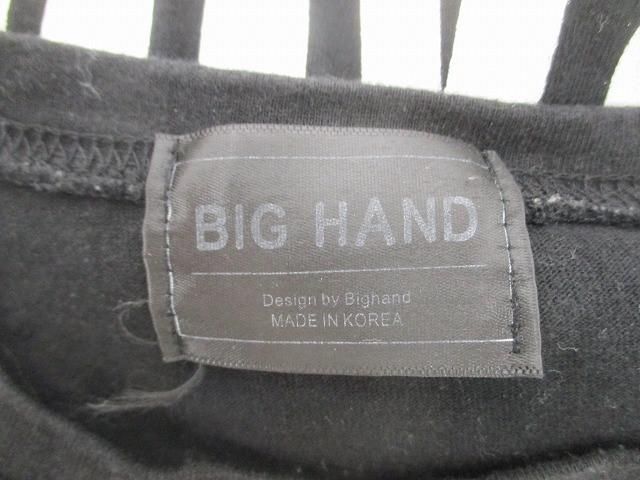 BIG HAND
Design by Bighand
MADE IN KOREA